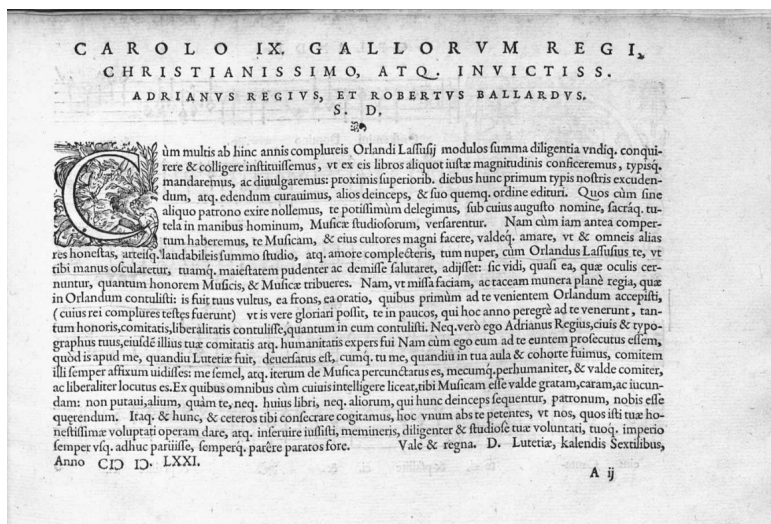 CAROLO IX. GALLORVM REGI,
CHRISTIANISSIMO, ATQ. INVICTISS.
ADRIANVS REGIVS, ET ROBERTVS BALLARDVS.
S. D.
Cùm multis ab hinc annis complureis Orlandi Lassusij modulos summa diligentia vndiq. conqui-
rere & colligere instituissemus, vt ex eis libros aliquot iustæ magnitudinis conficeremus, typisq.
mandaremus, ac diuulgaremus: proximis superiorib. diebus hunc primum typis nostris excuden-
dum, atq. edendum curauimus, alios deinceps, & suo quemq. ordine edituri. Quos cùm sine
aliquo patrono exire nollemus, te potissimùm delegimus, sub cuius augusto nomine, sacráq. tu-
tela in manibus hominum, Musicæ studiosorum, versarentur. Nam cùm iam antea comper-
tum haberemus, te Musicam, & eius cultores magni facere, valdeq. amare, vt & omneis alias
res honestas, arteisq. laudabileis summo studio, atq. amore complecteris, tum nuper, cùm Orlandus Lassusius te, vt
tibi manus oscularetur, tuamq. maiestatem pudenter ac demisse salutaret, adijsset: sic vidi, quasi ea, quæ oculis cer-
nuntur, quantum honorem Musicis, & Musicæ tribueres. Nam, vt missa faciam, ac taceam munera planè regia, quæ
in Orlandum contulisti: is fuit tuus vultus, ea frons, ea oratio, quibus primùm ad te venientem Orlandum accepisti,
(cuius rei complures testes fuerunt) vt is vere gloriari possit, te in paucos, qui hoc anno peregrè ad te venerunt, tan-
tum honoris, comitatis, liberalitatis contulisse, quantum in eum contulisti. Neq. verò ego Adrianus Regius, ciuis & typo-
graphus tuus, eiusdē illius tuæ comitatis atq. humanitatis expers fui Nam cùm ego eum ad te euntem prosecutus essem,
quòd is apud me, quandiu Lutetiæ fuit, deuersatus est, cumq. tu me, quandiu in tua aula & cohorte fuimus, comitem
illi semper affixum uidisses: me semel, atq. iterum de Musica percunctatus es, mecumq. perhumaniter, & valde comiter,
ac liberaliter locutus es. Ex quibus omnibus cùm cuiuis intelligere liceat, tibi Musicam esse valde gratam, caram, ac iucun-
dam: non putaui, alium, quàm te, neq. huius libri, neq. aliorum, qui hunc deinceps sequentur, patronum, nobis esse
querendum. Itaq. & hunc, & ceteros tibi consecrare cogitamus, hoc vnum abs te petentes, vt nos, quos isti tuæ ho-
nestissimæ voluptati operam dare, atq. inseruire iussisti, memineris, diligenter & studiosè tuæ voluntati, tuoq. imperio
semper vsq. adhuc paruisse, semperq. parêre paratos fore. Vale & regna. D. Lutetiæ, kalendis Sextilibus,
Anno CIↃ IↃ. LXXI.
A ij